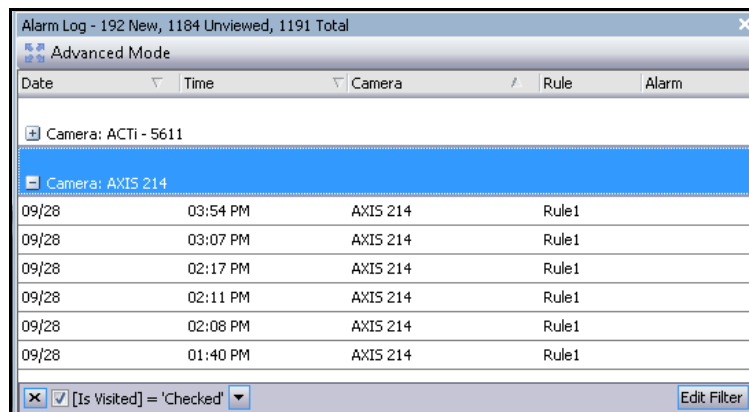 Alarm Log - 192 New, 1184 Unviewed, 1191 Total
Advanced Mode
Date Time Camera Rule Alarm
Camera: ACTi - 5611
Camera: AXIS 214
09/28 03:54 PM AXIS 214 Rule1
09/28 03:07 PM AXIS 214 Rule1
09/28 02:17 PM AXIS 214 Rule1
09/28 02:11 PM AXIS 214 Rule1
09/28 02:08 PM AXIS 214 Rule1
09/28 01:40 PM AXIS 214 Rule1
[Is Visited] = 'Checked' Edit Filter